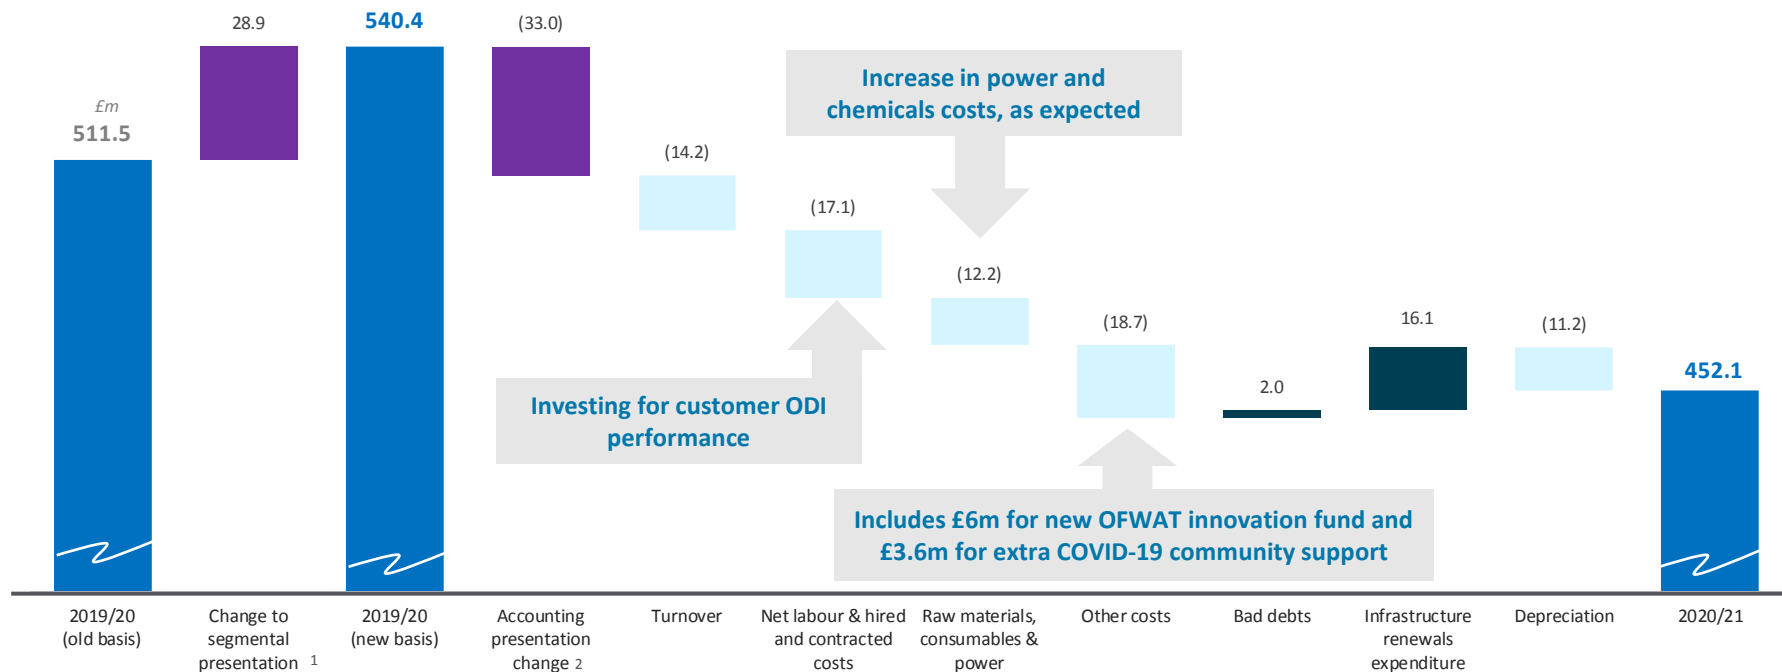 28.9
540.4
(33.0)
£m
511.5
Increase in power and
chemicals costs, as expected
(14.2)
(17.1)
(12.2)
(18.7)
16.1
(11.2)
2.0
452.1
Investing for customer ODI
performance
Includes £6m for new OFWAT innovation fund and
£3.6m for extra COVID-19 community support
2019/20
(old basis)
Change to
segmental
presentation 1
2019/20
(new basis)
Accounting
presentation
change 2
Turnover
Net labour & hired
and contracted
costs
Raw materials,
consumables &
power
Other costs
Bad debts
Infrastructure
renewals
expenditure
Depreciation
2020/21